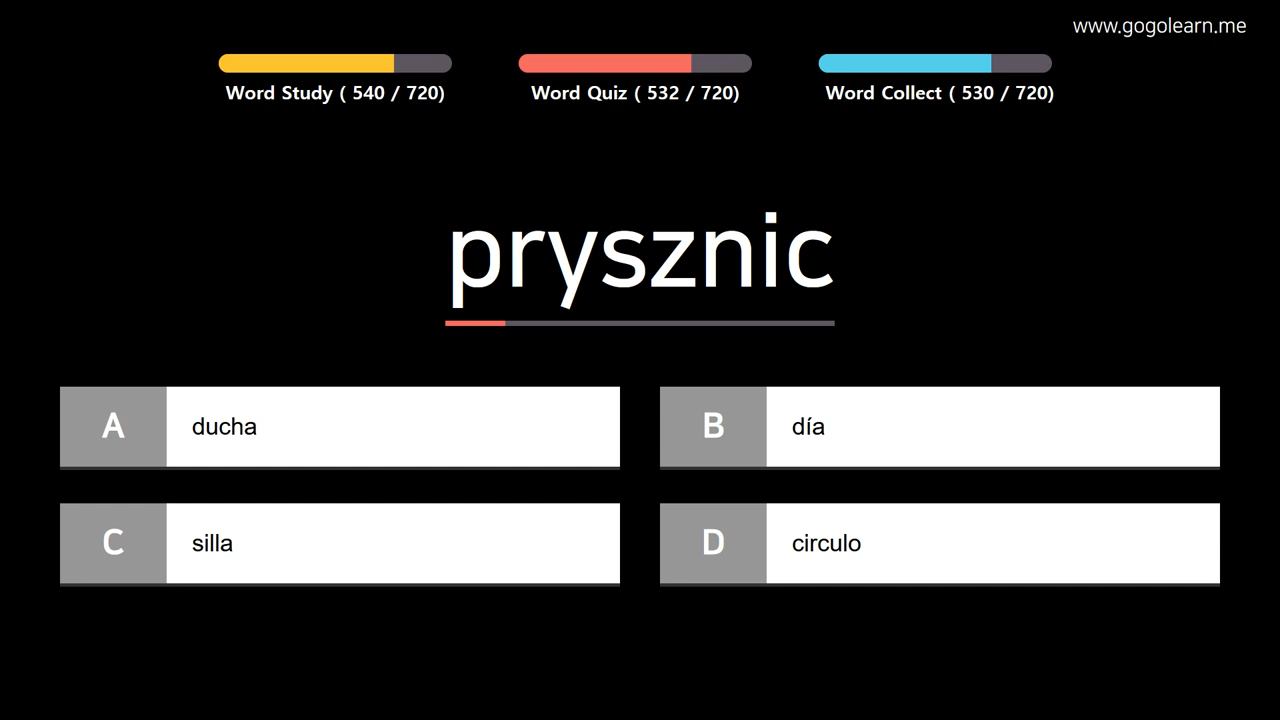 www.gogolearn.me
Word Study ( 540 / 720)
Word Quiz ( 532 / 720)
Word Collect ( 530 / 720)
prysznic
A ducha
B día
C silla
D circulo